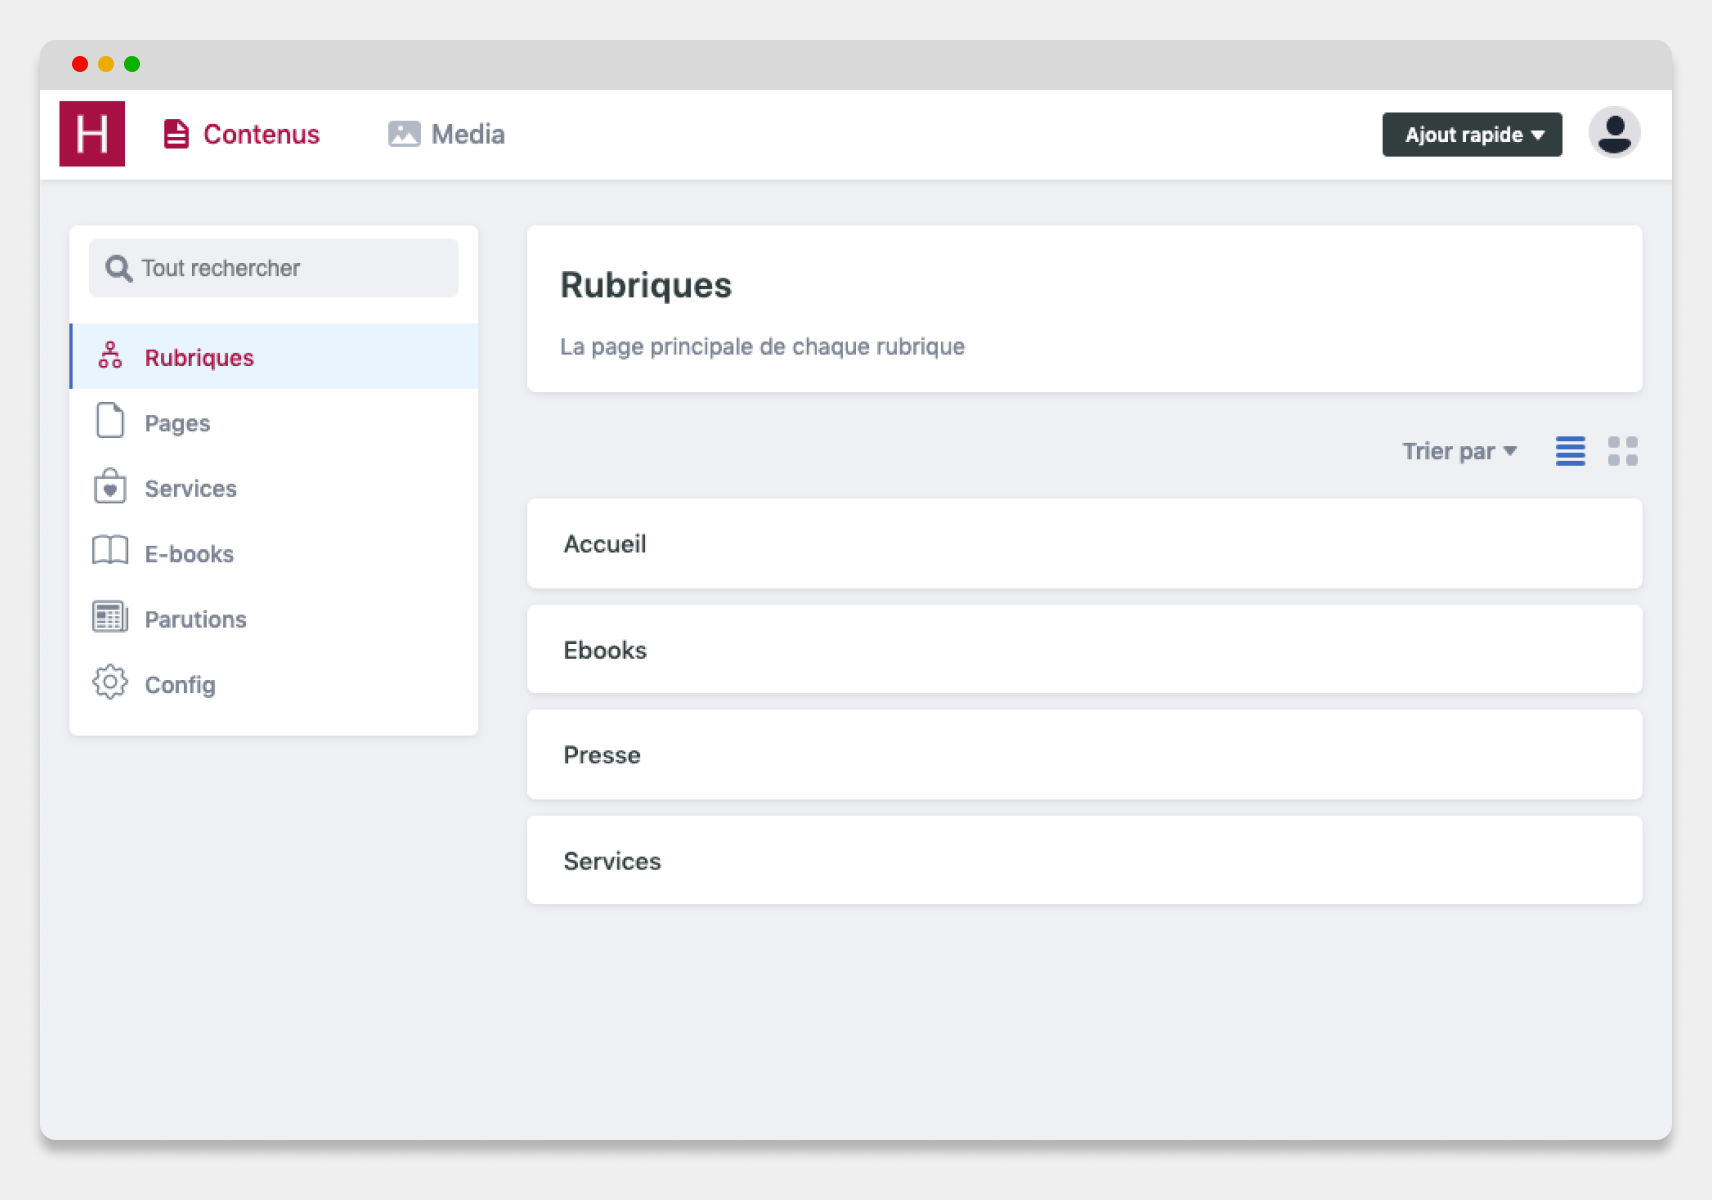 H
Contenus
Media
Ajout rapide
Tout rechercher
Rubriques
Pages
Services
E-books
Parutions
Config
Rubriques
La page principale de chaque rubrique
Trier par
Accueil
Ebooks
Presse
Services